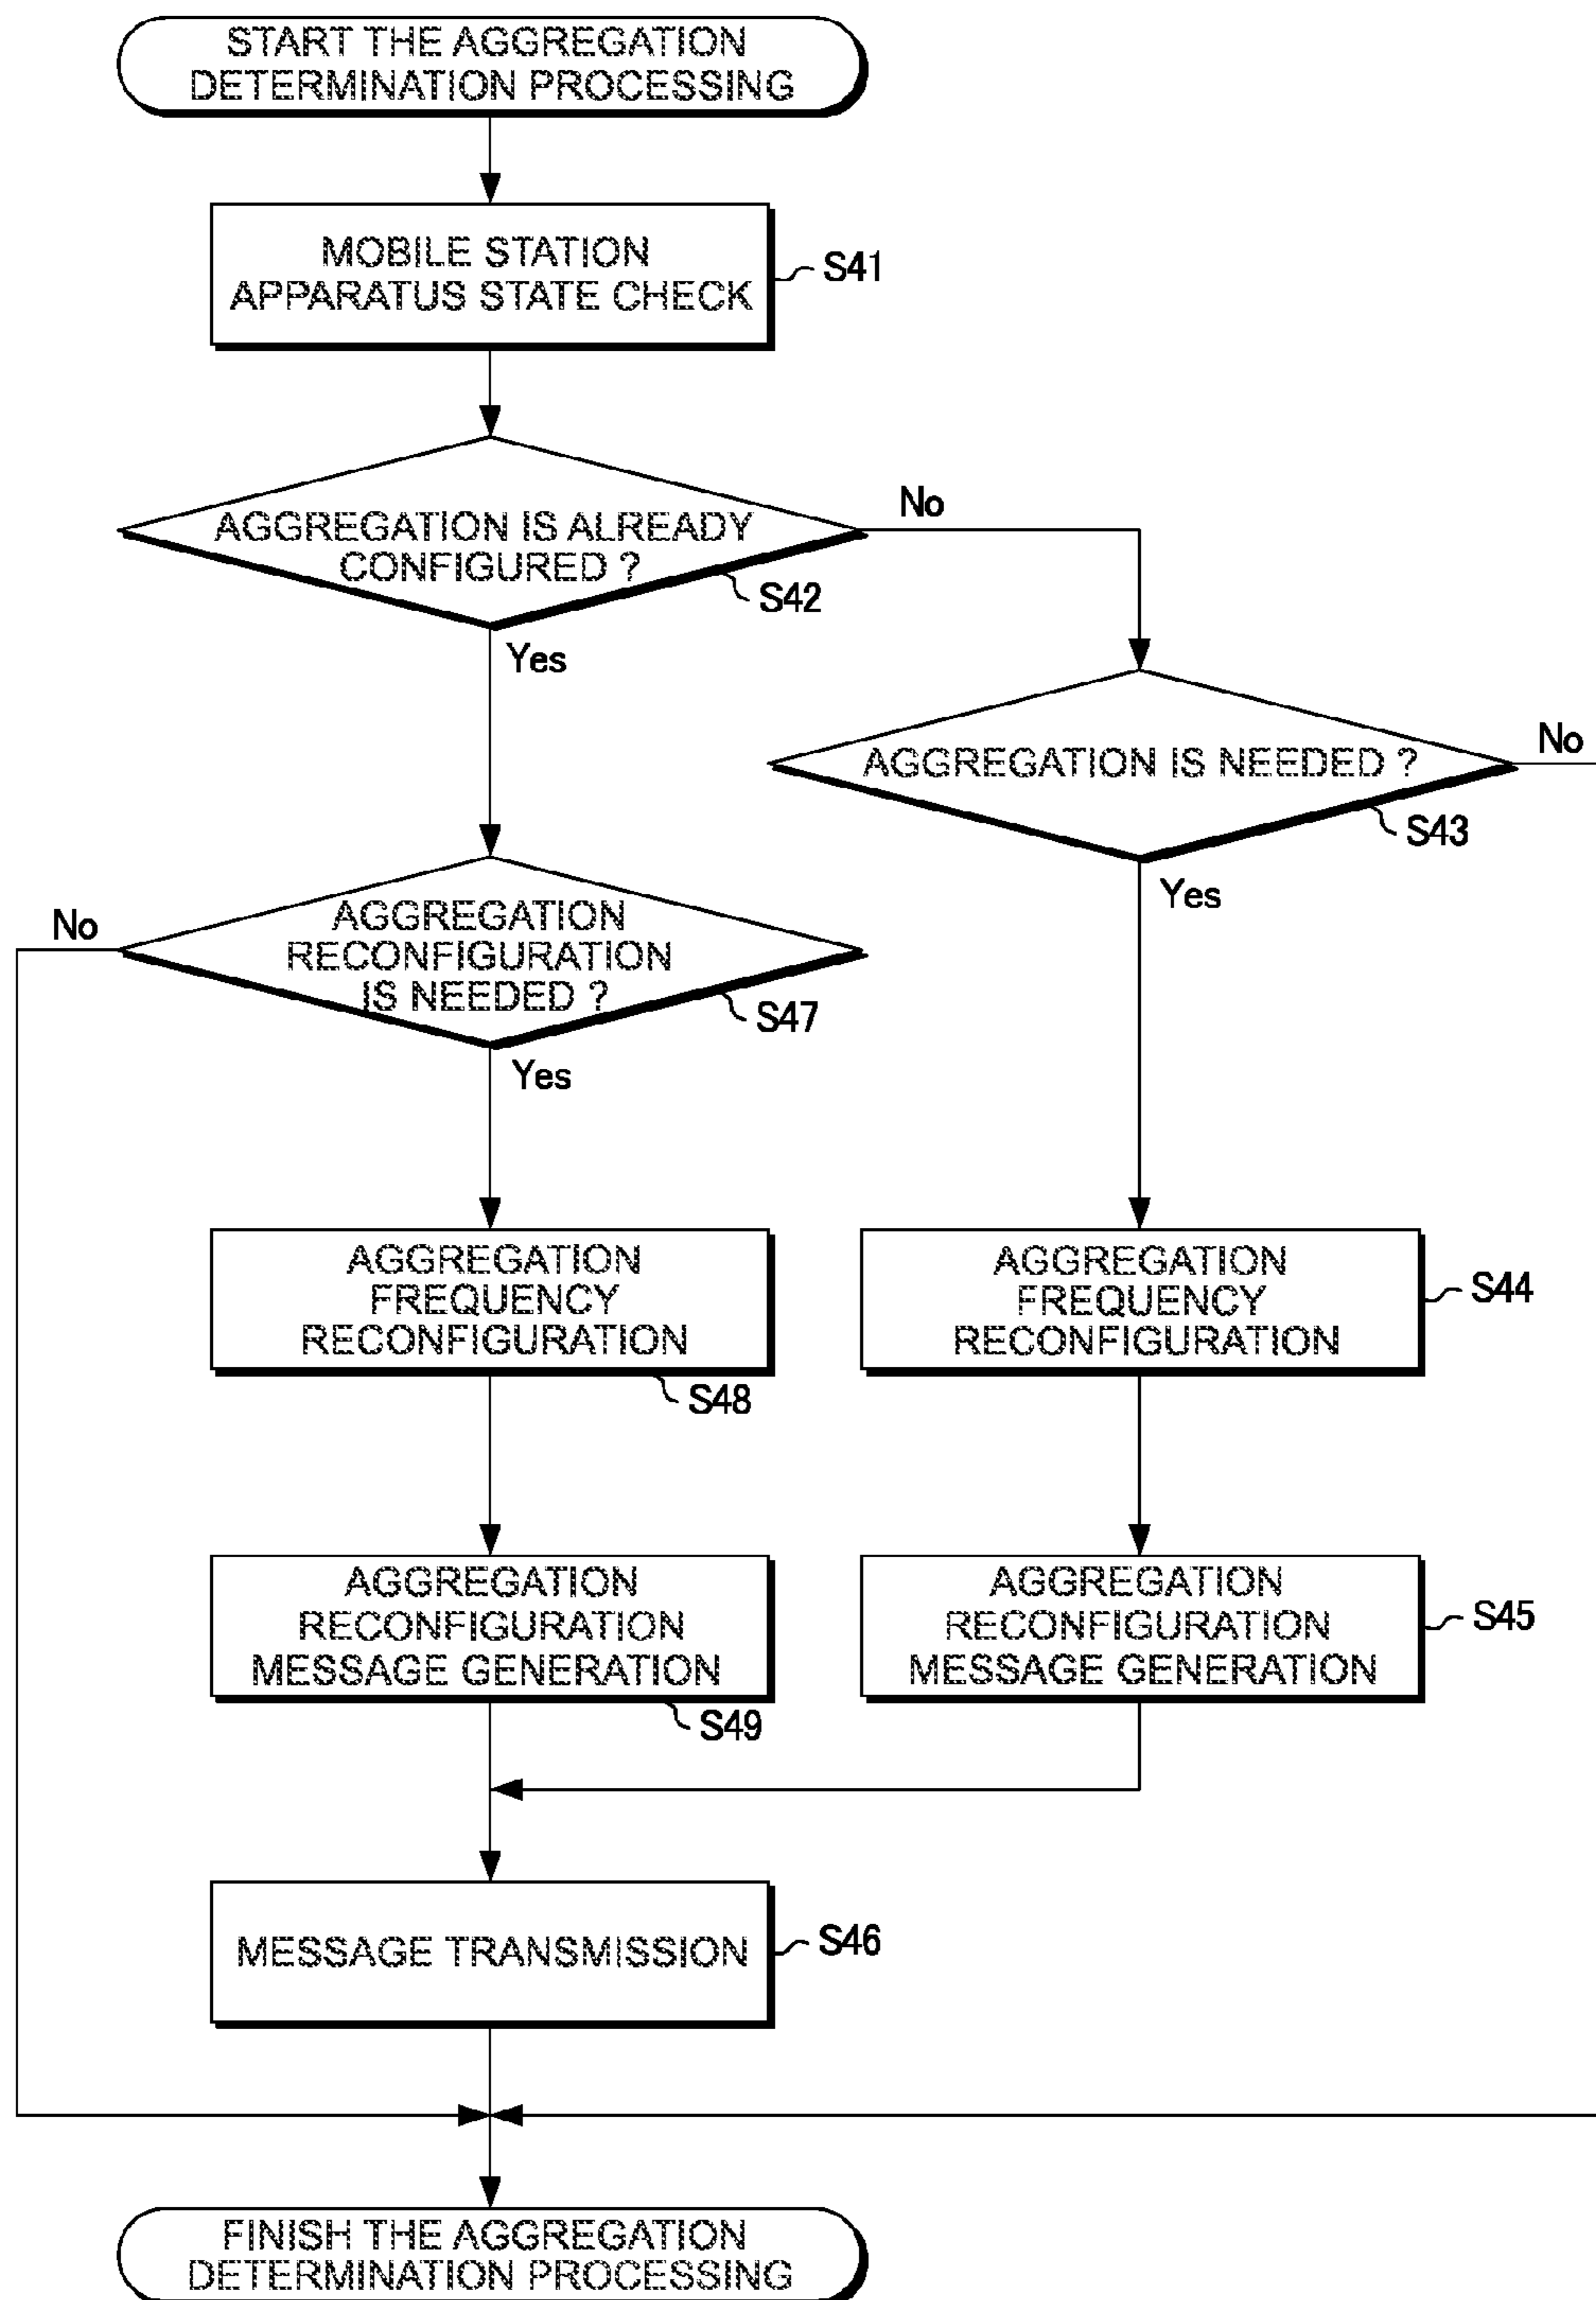 START THE AGGREGATION
DETERMINATION PROCESSING
MOBILE STATION
APPARATUS STATE CHECK
S41
AGGREGATION IS ALREADY
CONFIGURED ?
No
S42
Yes
AGGREGATION IS NEEDED ?
No
S43
Yes
AGGREGATION
RECONFIGURATION
IS NEEDED ?
No
S47
Yes
AGGREGATION
FREQUENCY
RECONFIGURATION
S48
AGGREGATION
FREQUENCY
RECONFIGURATION
S44
AGGREGATION
RECONFIGURATION
MESSAGE GENERATION
S49
AGGREGATION
RECONFIGURATION
MESSAGE GENERATION
S45
MESSAGE TRANSMISSION
S46
FINISH THE AGGREGATION
DETERMINATION PROCESSING